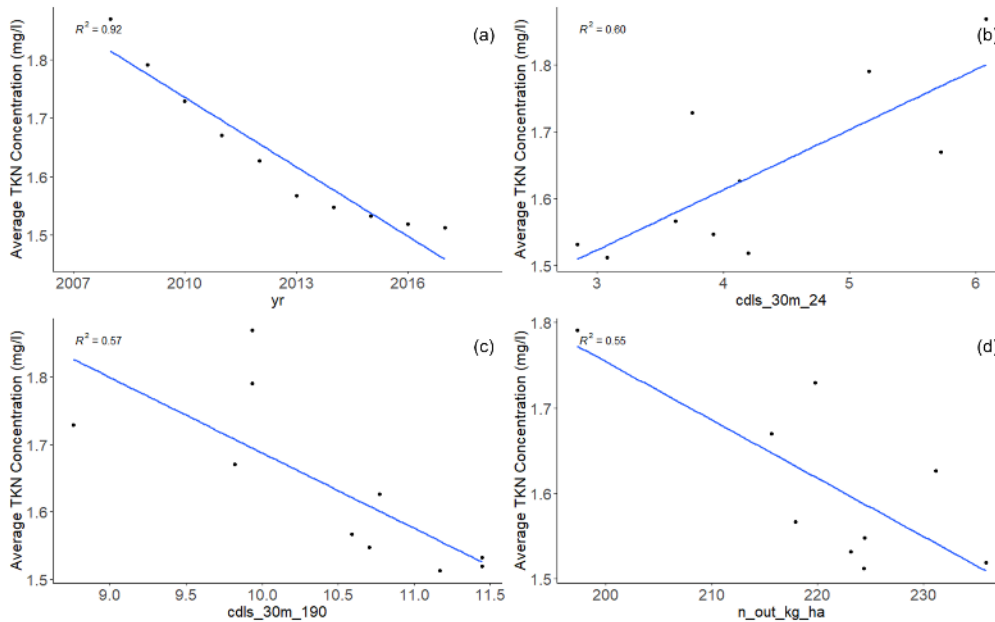 R² = 0.92
(a)
Average TKN Concentration (mg/l)
1.8
1.7
1.6
1.5
2007
2010
2013
2016
yr
R² = 0.60
(b)
Average TKN Concentration (mg/l)
1.8
1.7
1.6
1.5
3
4
5
6
cdls_30m_24
R² = 0.57
(c)
Average TKN Concentration (mg/l)
1.8
1.7
1.6
1.5
9.0
9.5
10.0
10.5
11.0
11.5
cdls_30m_190
R² = 0.55
(d)
Average TKN Concentration (mg/l)
1.8
1.7
1.6
1.5
200
210
220
230
n_out_kg_ha